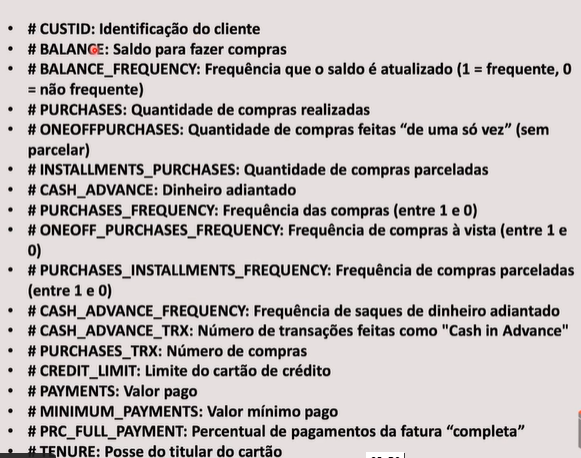 • # CUSTID: Identificação do cliente
• # BALANCE: Saldo para fazer compras
• # BALANCE_FREQUENCY: Frequência que o saldo é atualizado (1 = frequente, 0
= não frequente)
• # PURCHASES: Quantidade de compras realizadas
• # ONEOFFPURCHASES: Quantidade de compras feitas “de uma só vez” (sem
parcelar)
• # INSTALLMENTS_PURCHASES: Quantidade de compras parceladas
• # CASH_ADVANCE: Dinheiro adiantado
• # PURCHASES_FREQUENCY: Frequência das compras (entre 1 e 0)
• # ONEOFF_PURCHASES_FREQUENCY: Frequência de compras à vista (entre 1 e
0)
• # PURCHASES_INSTALLMENTS_FREQUENCY: Frequência de compras parceladas
(entre 1 e 0)
• # CASH_ADVANCE_FREQUENCY: Frequência de saques de dinheiro adiantado
• # CASH_ADVANCE_TRX: Número de transações feitas como "Cash in Advance"
• # PURCHASES_TRX: Número de compras
• # CREDIT_LIMIT: Limite do cartão de crédito
• # PAYMENTS: Valor pago
• # MINIMUM_PAYMENTS: Valor mínimo pago
• # PRC_FULL_PAYMENT: Percentual de pagamentos da fatura “completa”
• # TENURE: Posse do titular do cartão